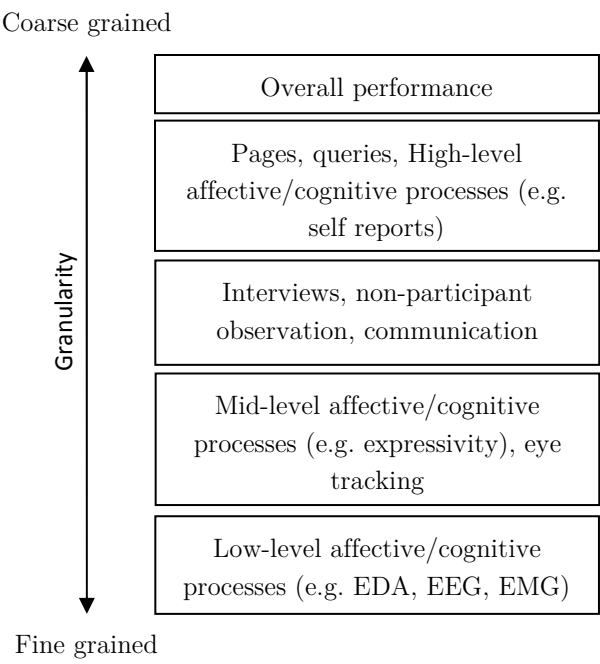 Coarse grained
Overall performance
Pages, queries, High-level
affective/cognitive processes (e.g.
self reports)
Granularity
Interviews, non-participant
observation, communication
Mid-level affective/cognitive
processes (e.g. expressivity), eye
tracking
Low-level affective/cognitive
processes (e.g. EDA, EEG, EMG)
Fine grained